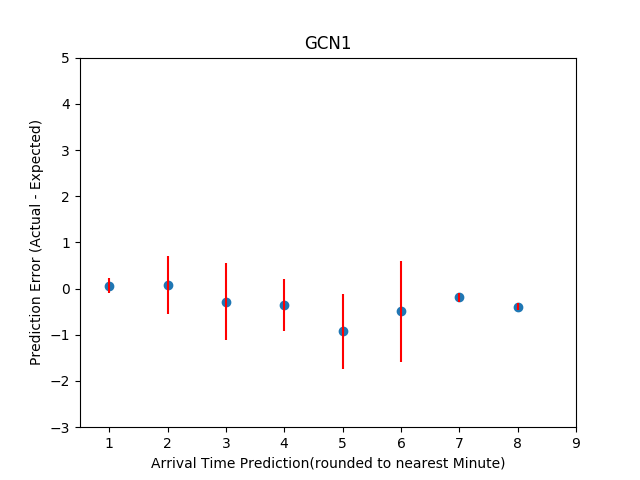 GCN1
Prediction Error (Actual - Expected)
5
4
3
2
1
0
−1
−2
−3
1 2 3 4 5 6 7 8 9
Arrival Time Prediction(rounded to nearest Minute)